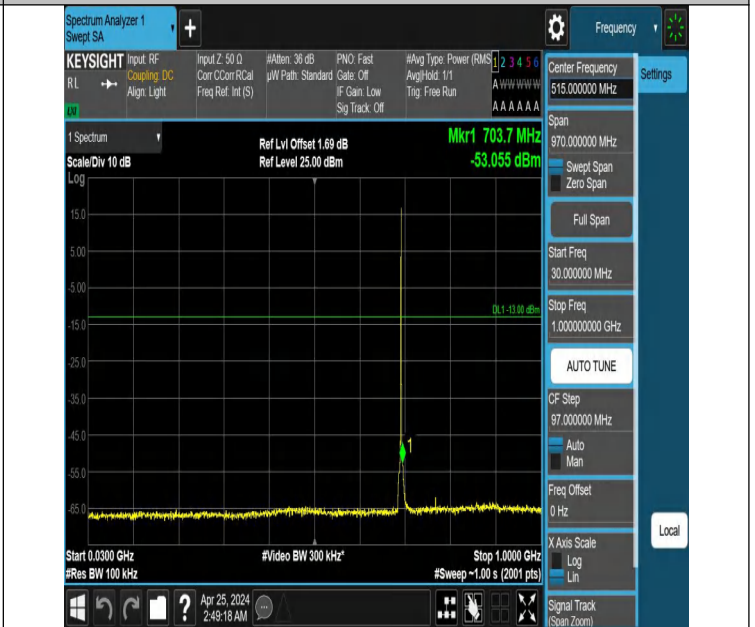 Spectrum Analyzer 1
Swept SA
+
Frequency
KEYSIGHT
RL
LXI
Input: RF
Coupling: DC
Align: Light
Input Z: 50 Ω
Corr CCorr RCal
Freq Ref: Int (S)
#Atten: 36 dB
µW Path: Standard
PNO: Fast
Gate: Off
IF Gain: Low
Sig Track: Off
#Avg Type: Power (RMS
Avg|Hold: 1/1
Trig: Free Run
1 2 3 4 5 6
A W W W W W
A A A A A A
1 Spectrum
Scale/Div 10 dB
Log
Ref Lvl Offset 1.69 dB
Ref Level 25.00 dBm
Mkr1 703.7 MHz
-53.055 dBm
15.0
5.00
-5.00
-15.0
-25.0
-35.0
-45.0
-55.0
-65.0
DL1 -13.00 dBm
1
Start 0.0300 GHz
#Res BW 100 kHz
#Video BW 300 kHz*
Stop 1.0000 GHz
#Sweep ~1.00 s (2001 pts)
Center Frequency
515.000000 MHz
Span
970.000000 MHz
Swept Span
Zero Span
Full Span
Start Freq
30.000000 MHz
Stop Freq
1.000000000 GHz
AUTO TUNE
CF Step
97.000000 MHz
Auto
Man
Freq Offset
0 Hz
X Axis Scale
Log
Lin
Signal Track
(Span Zoom)
Settings
Local
?
Apr 25, 2024
2:49:18 AM